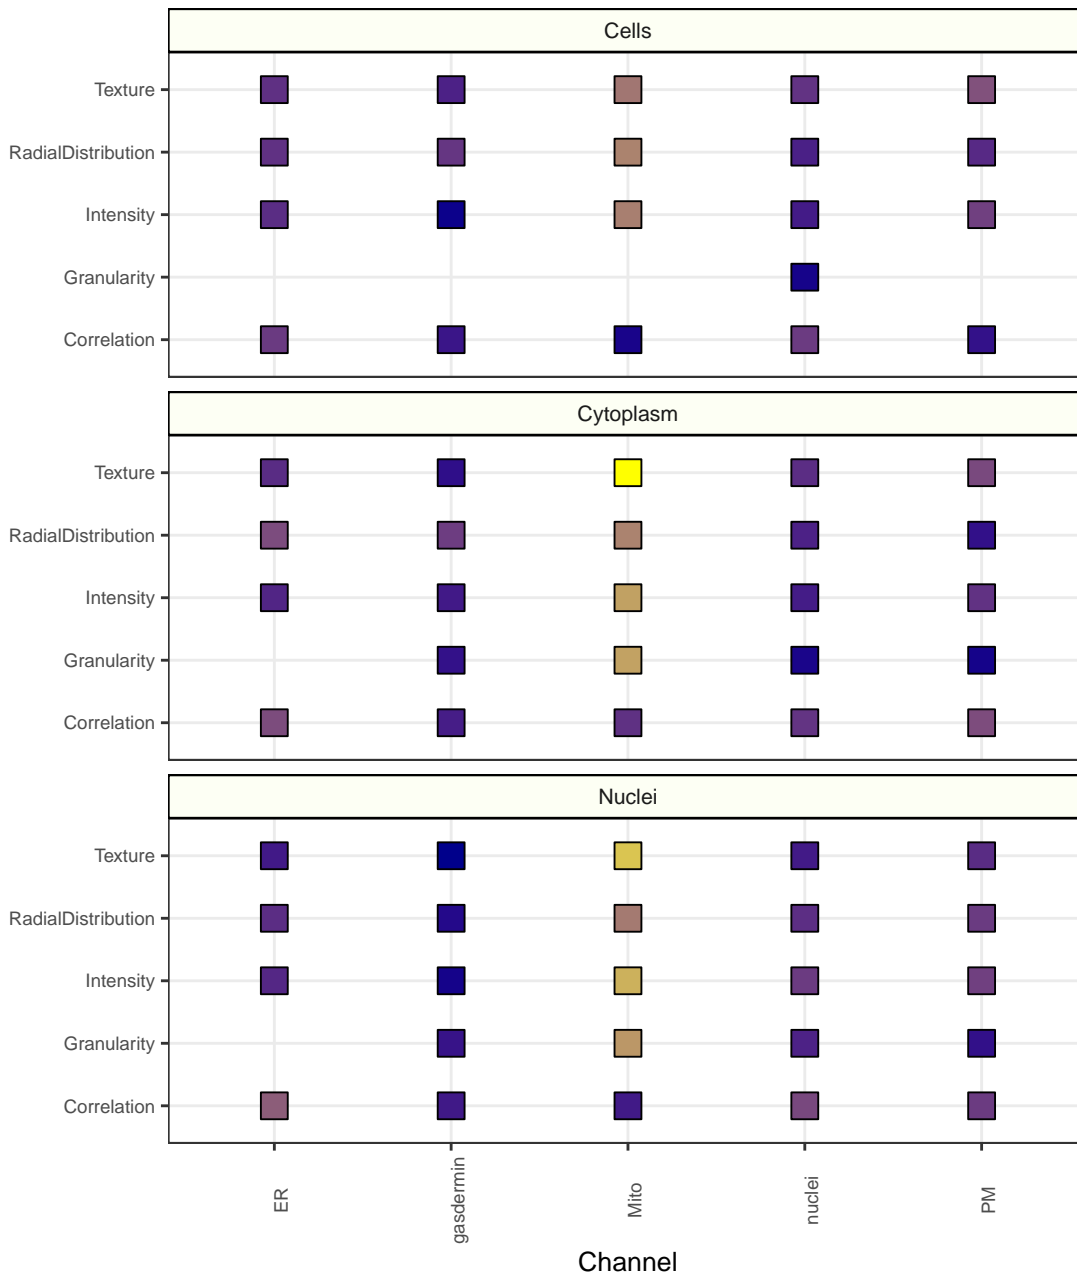 Cells
Texture
RadialDistribution
Intensity
Granularity
Correlation
Cytoplasm
Texture
RadialDistribution
Intensity
Granularity
Correlation
Nuclei
Texture
RadialDistribution
Intensity
Granularity
Correlation
ER
gasdermin
Mito
nuclei
PM
Channel